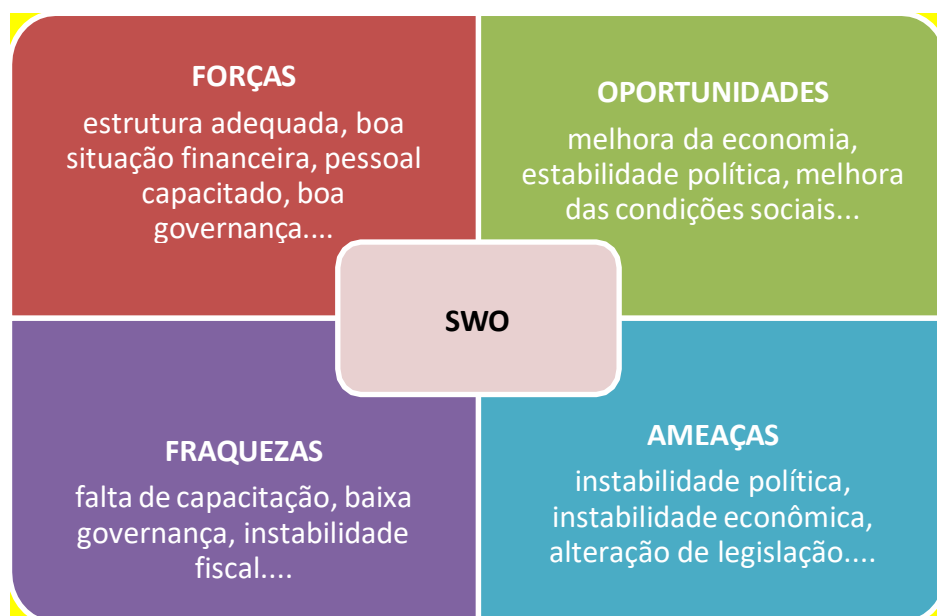 FORÇAS
estrutura adequada, boa
situação financeira, pessoal
capacitado, boa
governança....
OPORTUNIDADES
melhora da economia,
estabilidade política, melhora
das condições sociais...
SWO
FRAQUEZAS
falta de capacitação, baixa
governança, instabilidade
fiscal....
AMEAÇAS
instabilidade política,
instabilidade econômica,
alteração de legislação....